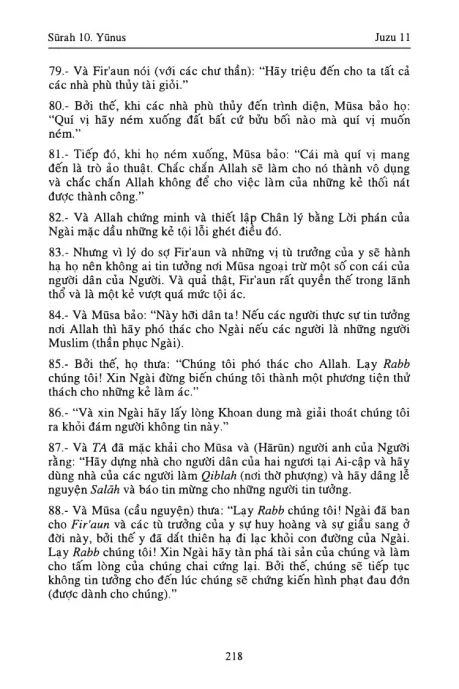 Sūrah 10. Yūnus Juzu 11
79.- Và Fir'aun nói (với các chư thần): “Hãy triệu đến cho ta tất cả
các nhà phù thủy tài giỏi.”
80.- Bởi thế, khi các nhà phù thủy đến trình diện, Mūsa bảo họ:
“Quí vị hãy ném xuống đất bất cứ bửu bối nào mà quí vị muốn
ném.”
81.- Tiếp đó, khi họ ném xuống, Mūsa bảo: “Cái mà quí vị mang
đến là trò ảo thuật. Chắc chắn Allah sẽ làm cho nó thành vô dụng
và chắc chắn Allah không để cho việc làm của những kẻ thối nát
được thành công.”
82.- Và Allah chứng minh và thiết lập Chân lý bằng Lời phán của
Ngài mặc dầu những kẻ tội lỗi ghét điều đó.
83.- Nhưng vì lý do sợ Fir'aun và những vị tù trưởng của y sẽ hành
hạ họ nên không ai tin tưởng nơi Mūsa ngoại trừ một số con cái của
người dân của Người. Và quả thật, Fir'aun rất quyền thế trong lãnh
thổ và là một kẻ vượt quá mức tội ác.
84.- Và Mūsa bảo: “Này hỡi dân ta! Nếu các người thực sự tin tưởng
nơi Allah thì hãy phó thác cho Ngài nếu các người là những người
Muslim (thần phục Ngài).
85.- Bởi thế, họ thưa: “Chúng tôi phó thác cho Allah. Lạy Rabb
chúng tôi! Xin Ngài đừng biến chúng tôi thành một phương tiện thử
thách cho những kẻ làm ác.”
86.- “Và xin Ngài hãy lấy lòng Khoan dung mà giải thoát chúng tôi
ra khỏi đám người không tin này.”
87.- Và TA đã mặc khải cho Mūsa và (Hārūn) người anh của Người
rằng: “Hãy dựng nhà cho người dân của hai ngươi tại Ai-cập và hãy
dùng nhà của các người làm Qiblah (nơi thờ phượng) và hãy dâng lễ
nguyện Salāh và báo tin mừng cho những người tin tưởng.
88.- Và Mūsa (cầu nguyện) thưa: “Lạy Rabb chúng tôi! Ngài đã ban
cho Fir'aun và các tù trưởng của y sự huy hoàng và sự giầu sang ở
đời này, bởi thế y đã dắt thiên hạ đi lạc khỏi con đường của Ngài.
Lạy Rabb chúng tôi! Xin Ngài hãy tàn phá tài sản của chúng và làm
cho tấm lòng của chúng chai cứng lại. Bởi thế, chúng sẽ tiếp tục
không tin tưởng cho đến lúc chúng sẽ chứng kiến hình phạt đau đớn
(được dành cho chúng).”
218